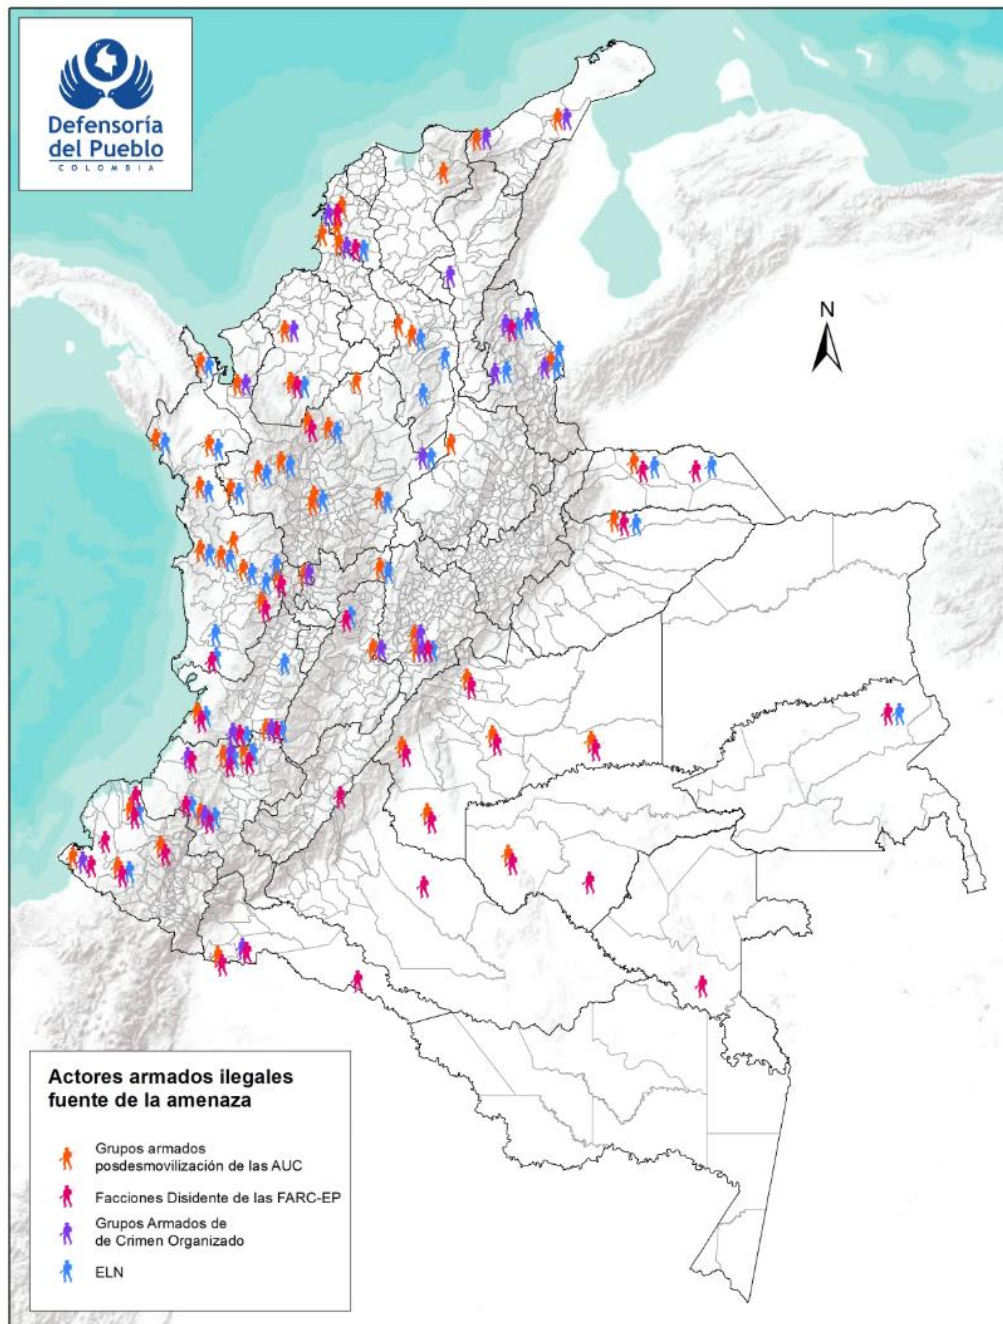 Defensoría
del Pueblo
COLOMBIA
N
Actores armados ilegales
fuente de la amenaza
Grupos armados
posdesmovilización de las AUC
Facciones Disidente de las FARC-EP
Grupos Armados de
de Crimen Organizado
ELN